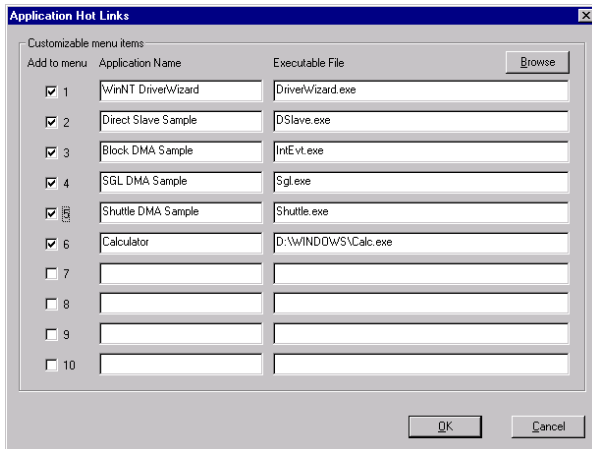 Application Hot Links
Customizable menu items
Add to menu Application Name Executable File Browse
1 WinNT DriverWizard DriverWizard.exe
2 Direct Slave Sample DSlave.exe
3 Block DMA Sample IntEvt.exe
4 SGL DMA Sample Sgl.exe
5 Shuttle DMA Sample Shuttle.exe
6 Calculator D:\WINDOWS\Calc.exe
7
8
9
10
OK Cancel